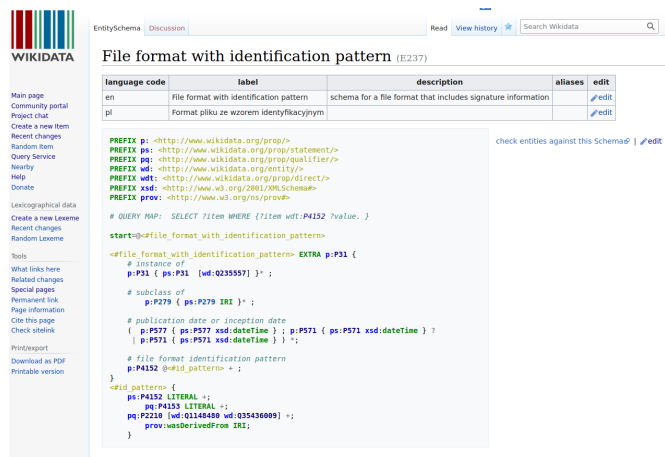 WIKIDATA
EntitySchema Discussion Read View history Search Wikidata
File format with identification pattern (E237)
language code label description aliases edit
en File format with identification pattern schema for a file format that includes signature information edit
pl Format pliku ze wzorem identyfikacyjnym edit
check entities against this Schema | edit
Main page
Community portal
Project chat
Create a new Item
Recent changes
Random Item
Query Service
Nearby
Help
Donate
Lexicographical data
Create a new Lexeme
Recent changes
Random Lexeme
Tools
What links here
Related changes
Special pages
Permanent link
Page information
Cite this page
Check sitelink
Print/export
Download as PDF
Printable version
PREFIX p: <http://www.wikidata.org/prop/>
PREFIX ps: <http://www.wikidata.org/prop/statement/>
PREFIX pq: <http://www.wikidata.org/prop/qualifier/>
PREFIX wd: <http://www.wikidata.org/entity/>
PREFIX wdt: <http://www.wikidata.org/prop/direct/>
PREFIX xsd: <http://www.w3.org/2001/XMLSchema#>
PREFIX prov: <http://www.w3.org/ns/prov#>
# QUERY MAP: SELECT ?item WHERE {?item wdt:P4152 ?value. }
start=@<#file_format_with_identification_pattern>
<#file_format_with_identification_pattern> EXTRA p:P31 {
# instance of
p:P31 { ps:P31 [wd:Q235557] }* ;
# subclass of
p:P279 { ps:P279 IRI }* ;
# publication date or inception date
( p:P577 { ps:P577 xsd:dateTime } ; p:P571 { ps:P571 xsd:dateTime } ?
| p:P571 { ps:P571 xsd:dateTime } ) *;
# file format identification pattern
p:P4152 @<#id_pattern> + ;
}
<#id_pattern> {
ps:P4152 LITERAL +;
pq:P4153 LITERAL +;
pq:P2210 [wd:Q1148480 wd:Q35436009] +;
prov:wasDerivedFrom IRI;
}